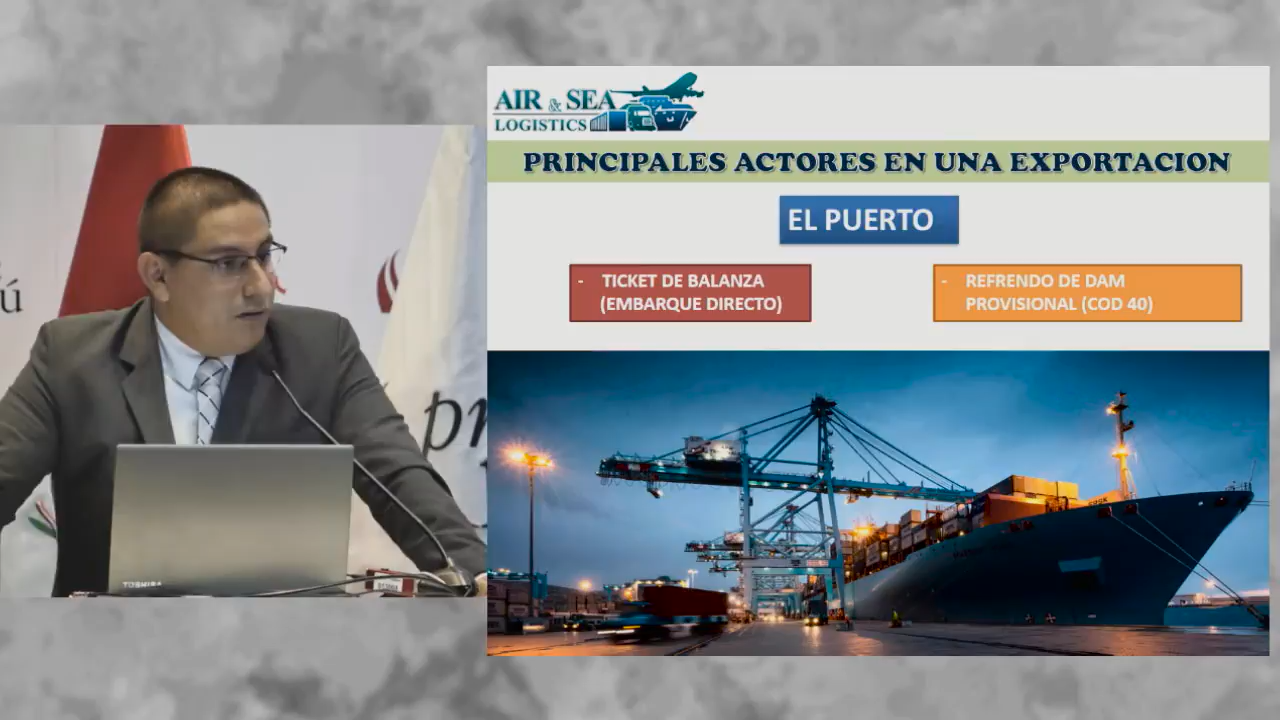 AIR & SEA
LOGISTICS
PRINCIPALES ACTORES EN UNA EXPORTACION
EL PUERTO
- TICKET DE BALANZA
(EMBARQUE DIRECTO)
- REFRENDO DE DAM
PROVISIONAL (COD 40)
ú
pr
TOSHIBA